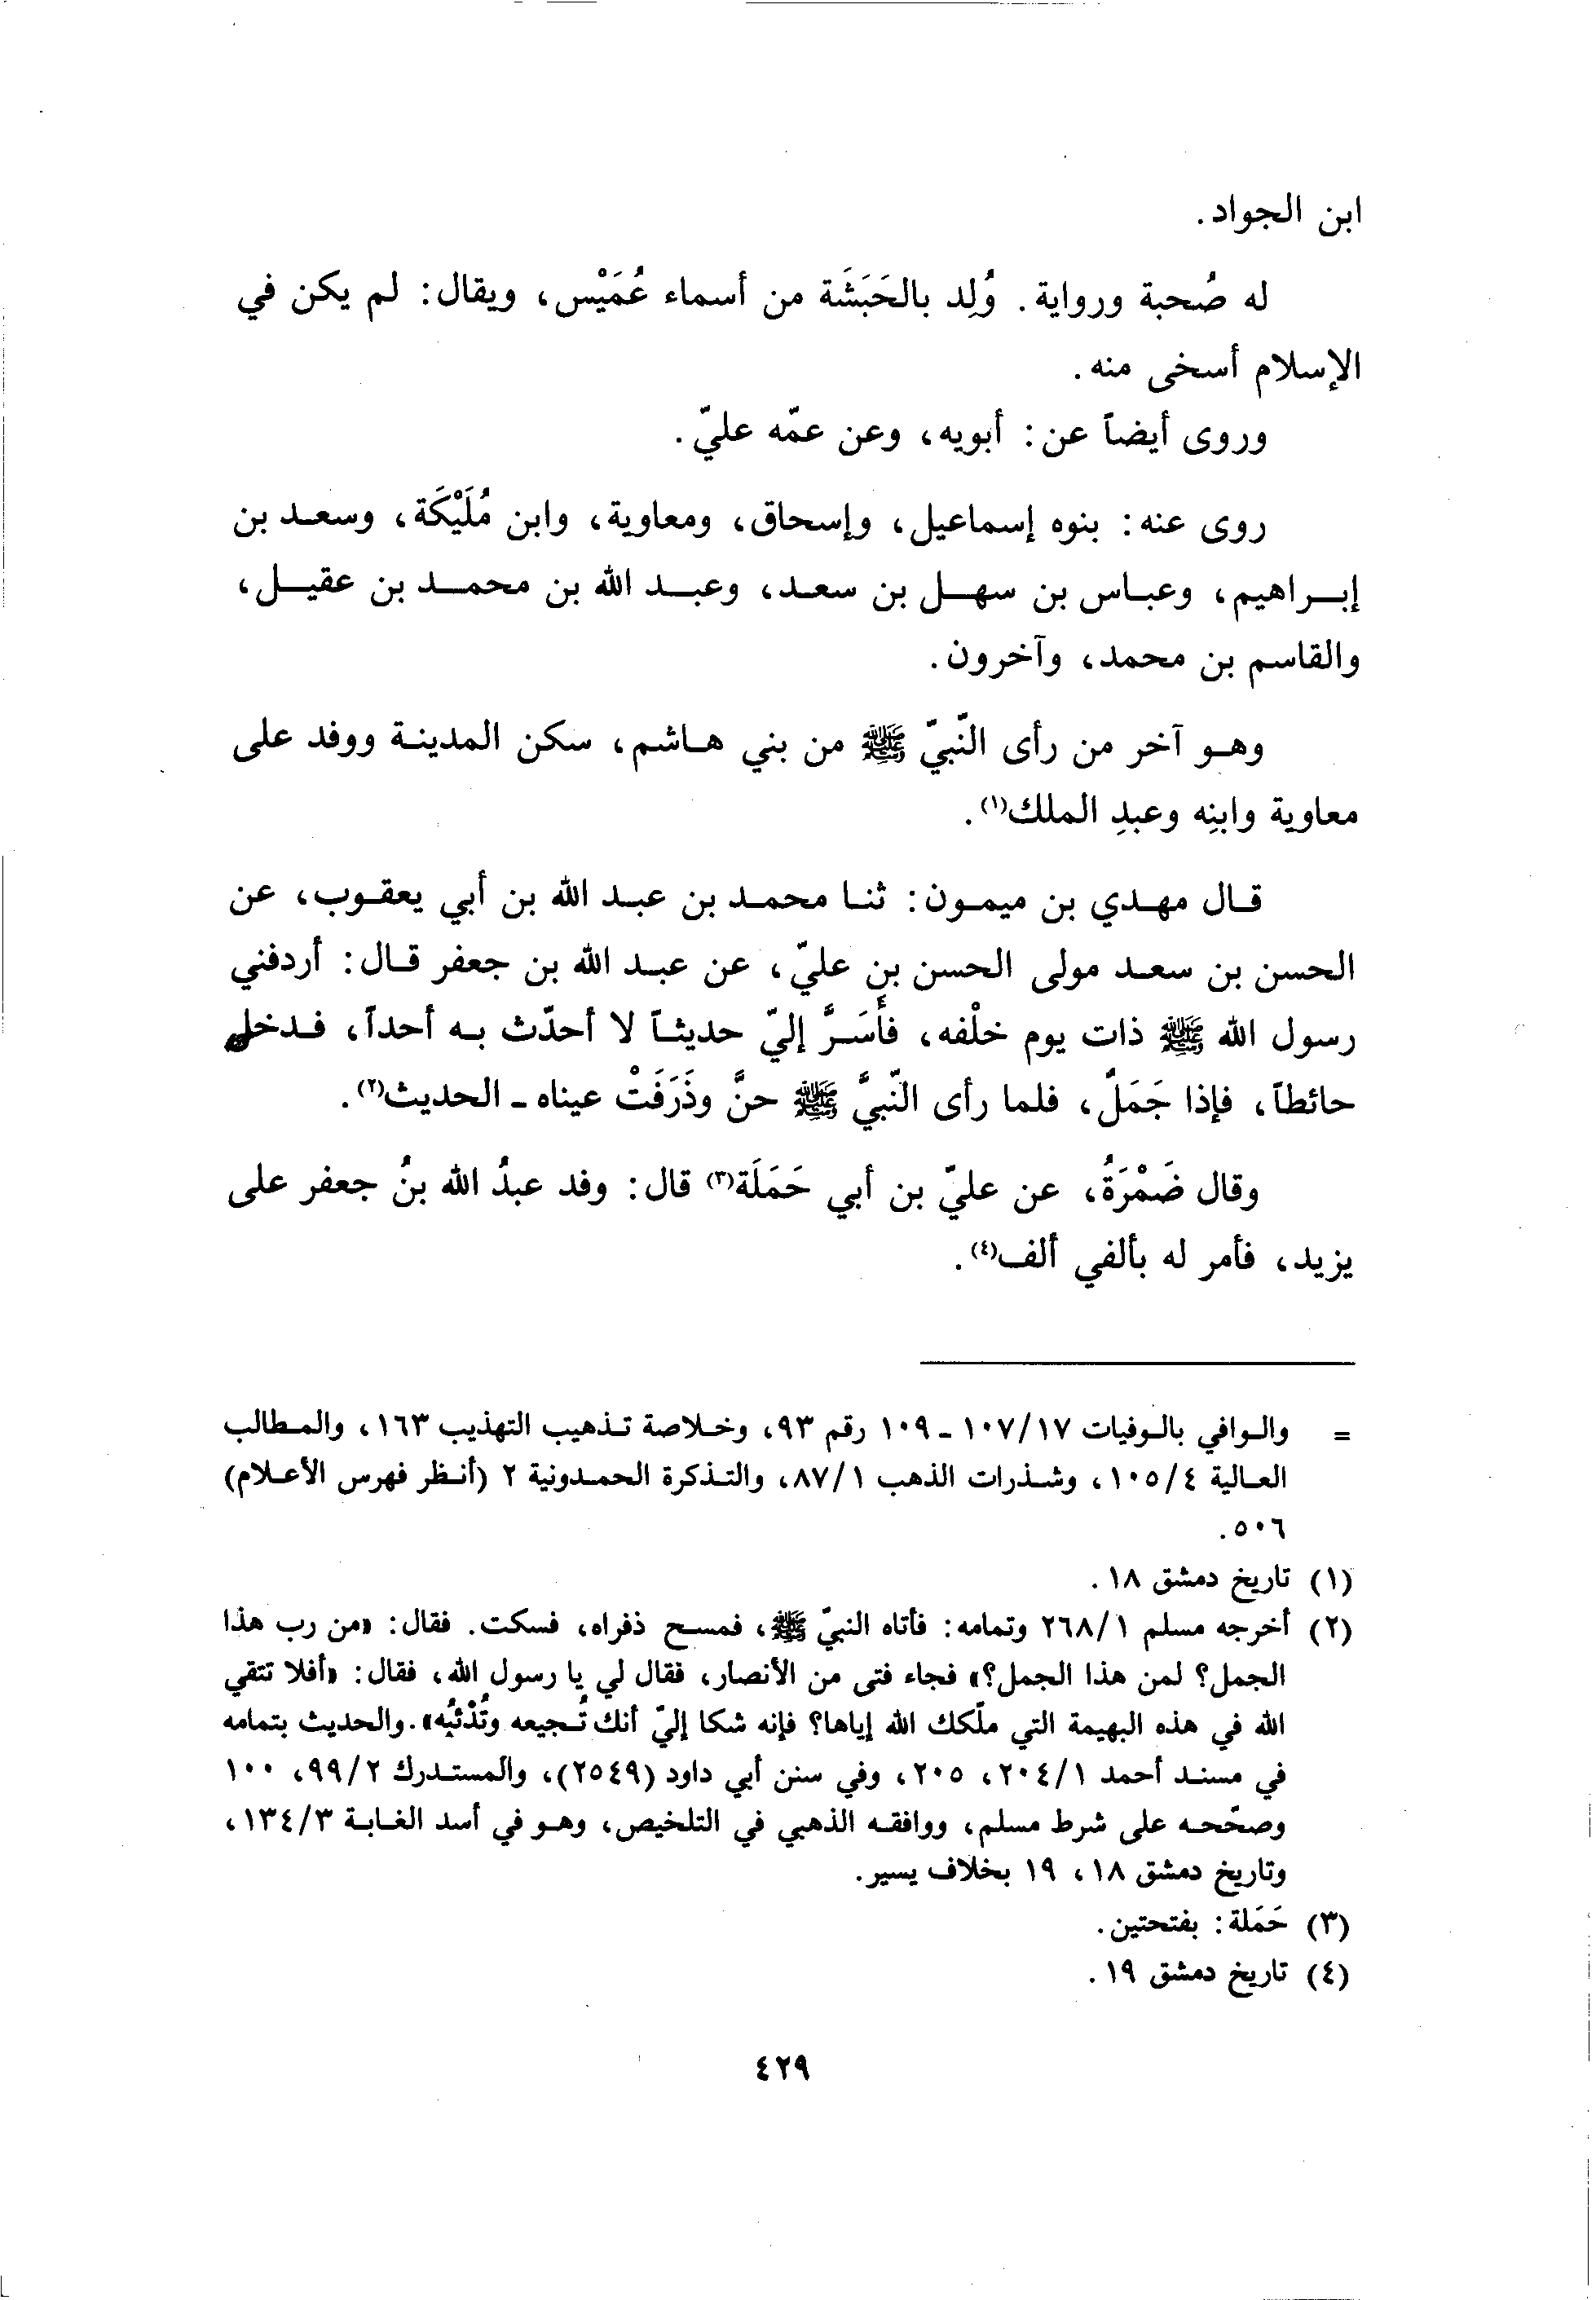 ابن الجواد.
له صُحبة ورواية. وُلِد بالحَبَشَة من أسماء عُمَيْس، ويقال: لم يكن في
الإسلام أسخى منه.
وروى أيضاً عن: أبويه، وعن عمّه عليّ.
روى عنه: بنوه إسماعيل، وإسحاق، ومعاوية، وابن مُلَيْكَة، وسعد بن
إبراهيم، وعباس بن سهل بن سعد، وعبد الله بن محمد بن عقيل،
والقاسم بن محمد، وآخرون.
وهو آخر من رأى النّبيّ ﷺ من بني هاشم، سكن المدينة ووفد على
معاوية وابنِه وعبدِ الملك(١).
قال مهدي بن ميمون: ثنا محمد بن عبد الله بن أبي يعقوب، عن
الحسن بن سعد مولى الحسن بن عليّ، عن عبد الله بن جعفر قال: أردفني
رسول الله ﷺ ذات يوم خلْفه، فأَسَرَّ إليّ حديثاً لا أحدّث به أحداً، فدخل
حائطاً، فإذا جَمَلٌ، فلما رأى النّبيَّ ﷺ حنَّ وذَرَفَتْ عيناه - الحديث(٢).
وقال ضَمْرَةُ، عن عليّ بن أبي حَمَلَة(٣) قال: وفد عبدُ الله بنُ جعفر على
يزيد، فأمر له بألفي ألف(٤).
= والوافي بالوفيات ١٠٧/١٧ - ١٠٩ رقم ٩٣، وخلاصة تذهيب التهذيب ١٦٣، والمطالب
العالية ١٠٥/٤، وشذرات الذهب ٨٧/١، والتذكرة الحمدونية ٢ (أنظر فهرس الأعلام)
٥٠٦.
(١) تاريخ دمشق ١٨.
(٢) أخرجه مسلم ٢٦٨/١ وتمامه: فأتاه النبيّ ﷺ، فمسح ذفراه، فسكت. فقال: «من رب هذا
الجمل؟ لمن هذا الجمل؟» فجاء فتى من الأنصار، فقال لي يا رسول الله، فقال: «أفلا تتقي
الله في هذه البهيمة التي ملّكك الله إياها؟ فإنه شكا إليّ أنك تُجيعه وتُدْئبُه». والحديث بتمامه
في مسند أحمد ٢٠٤/١، ٢٠٥، وفي سنن أبي داود (٢٥٤٩)، والمستدرك ٩٩/٢، ١٠٠
وصحّحه على شرط مسلم، ووافقه الذهبي في التلخيص، وهو في أسد الغابة ١٣٤/٣،
وتاريخ دمشق ١٨، ١٩ بخلاف يسير.
(٣) حَمَلة: بفتحتين.
(٤) تاريخ دمشق ١٩.
٤٢٩